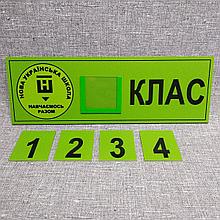 НОВА УКРАЇНСЬКА ШКОЛА
НАВЧАЄМОСЬ
РАЗОМ
КЛАС
1 2 3 4